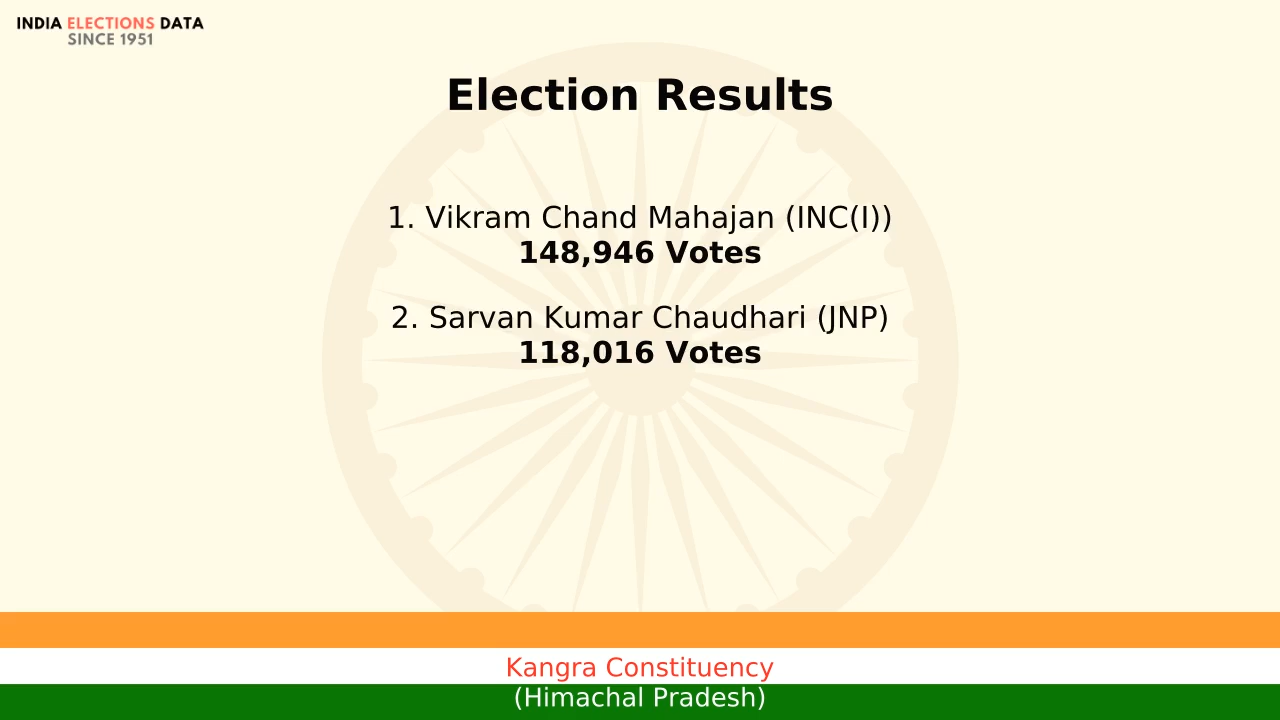 INDIA ELECTIONS DATA
SINCE 1951
Election Results
1. Vikram Chand Mahajan (INC(I))
148,946 Votes
2. Sarvan Kumar Chaudhari (JNP)
118,016 Votes
Kangra Constituency
(Himachal Pradesh)